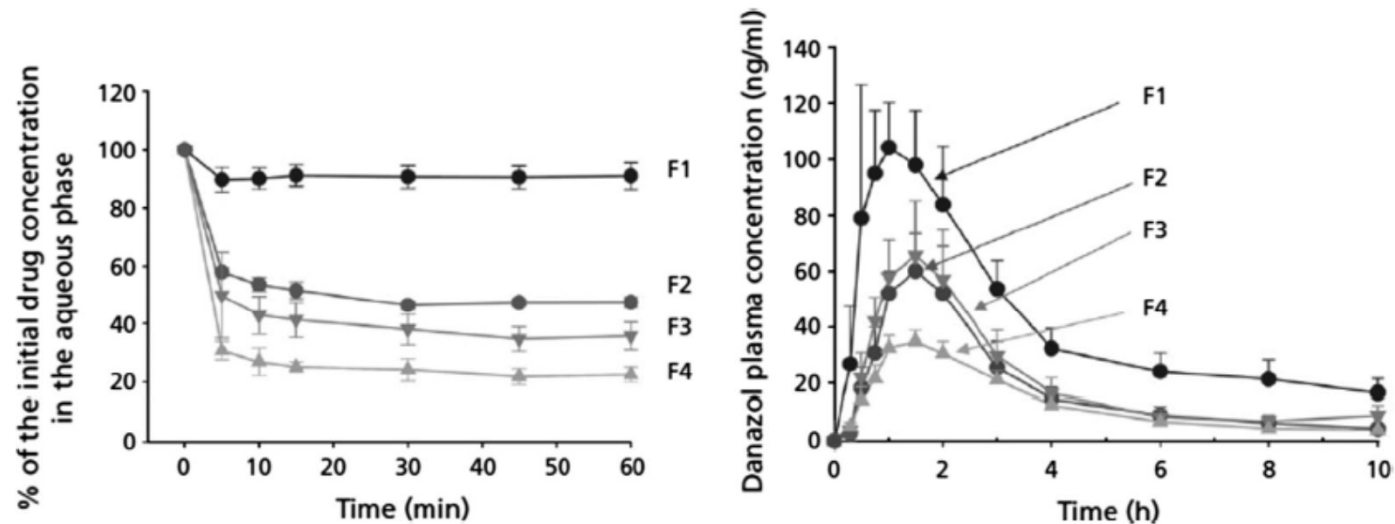 % of the initial drug concentration
in the aqueous phase
120
100
80
60
40
20
0
0 10 20 30 40 50 60
Time (min)
F1
F2
F3
F4
Danazol plasma concentration (ng/ml)
140
120
100
80
60
40
20
0
0 2 4 6 8 10
Time (h)
F1
F2
F3
F4